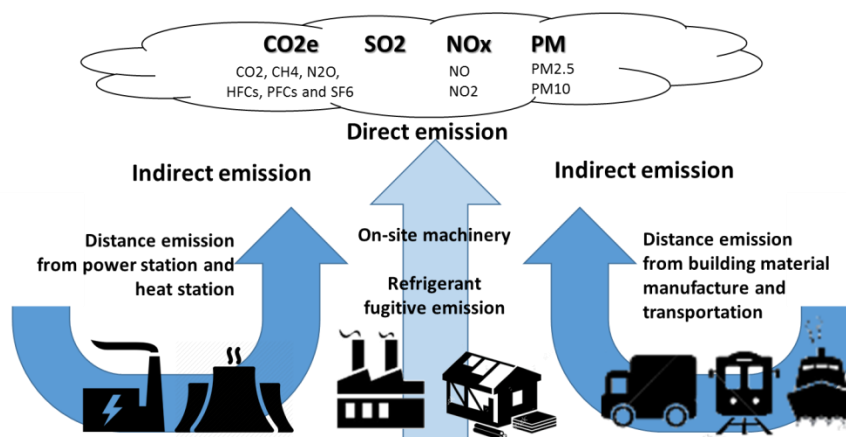 CO2e SO2 NOx PM
CO2, CH4, N2O, NO PM2.5
HFCs, PFCs and SF6 NO2 PM10
Direct emission
Indirect emission
Indirect emission
Distance emission
from power station and
heat station
On-site machinery
Refrigerant
fugitive emission
Distance emission
from building material
manufacture and
transportation